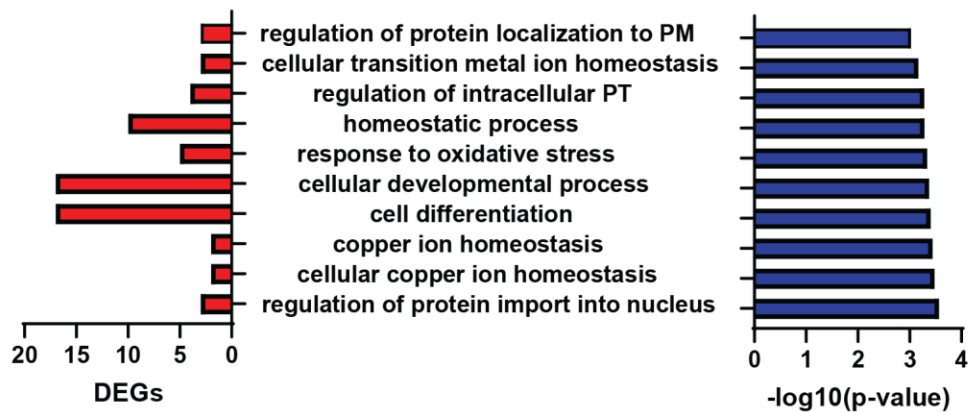 regulation of protein localization to PM
cellular transition metal ion homeostasis
regulation of intracellular PT
homeostatic process
response to oxidative stress
cellular developmental process
cell differentiation
copper ion homeostasis
cellular copper ion homeostasis
regulation of protein import into nucleus
20 15 10 5 0
DEGs
0 1 2 3 4
-log10(p-value)